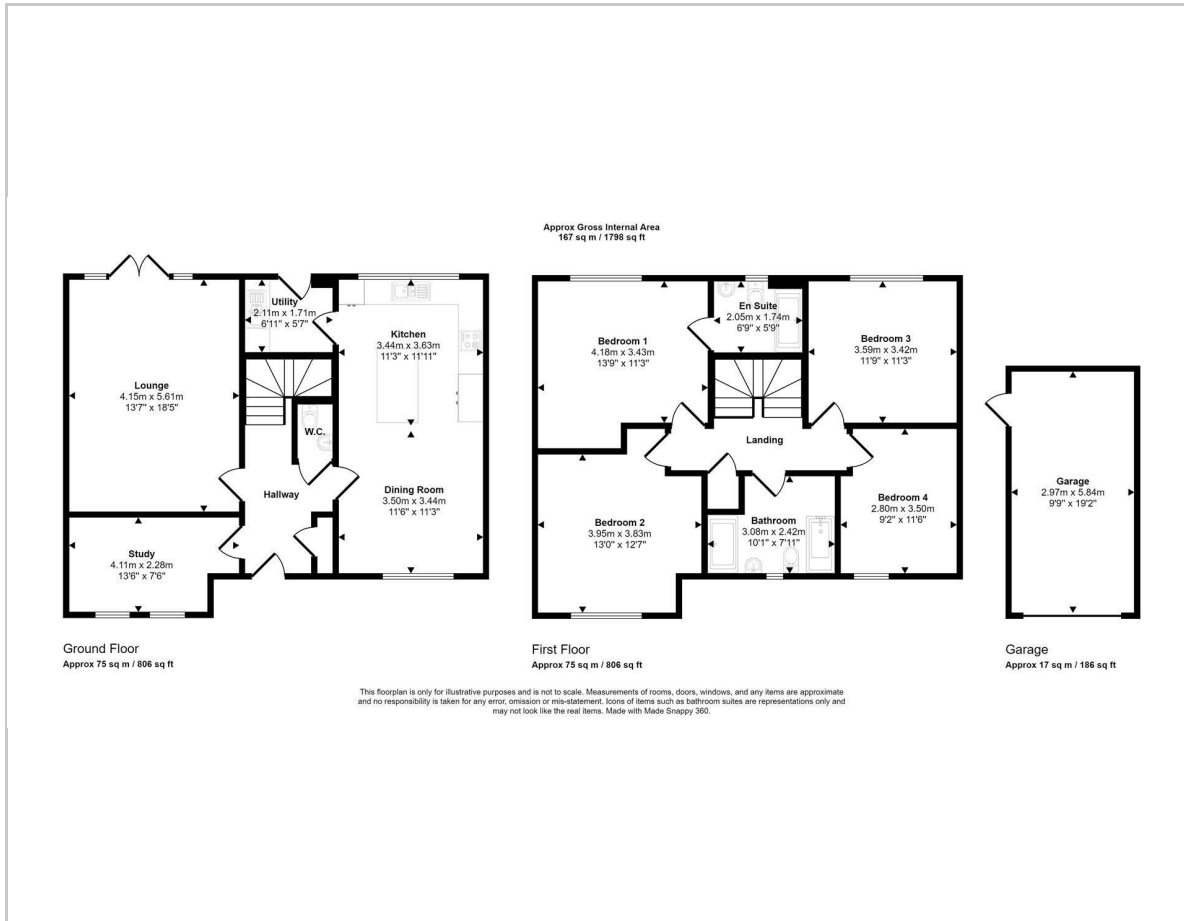 Approx Gross Internal Area
167 sq m / 1798 sq ft
Utility
2.11m x 1.71m
6'11" x 5'7"
Kitchen
3.44m x 3.63m
11'3" x 11'11"
Lounge
4.15m x 5.61m
13'7" x 18'5"
W.C.
Hallway
Dining Room
3.50m x 3.44m
11'6" x 11'3"
Study
4.11m x 2.28m
13'6" x 7'6"
Ground Floor
Approx 75 sq m / 806 sq ft
En Suite
2.05m x 1.74m
6'9" x 5'9"
Bedroom 1
4.18m x 3.43m
13'9" x 11'3"
Bedroom 3
3.59m x 3.42m
11'9" x 11'3"
Landing
Bedroom 2
3.95m x 3.83m
13'0" x 12'7"
Bathroom
3.08m x 2.42m
10'1" x 7'11"
Bedroom 4
2.80m x 3.50m
9'2" x 11'6"
First Floor
Approx 75 sq m / 806 sq ft
Garage
2.97m x 5.84m
9'9" x 19'2"
Garage
Approx 17 sq m / 186 sq ft
This floorplan is only for illustrative purposes and is not to scale. Measurements of rooms, doors, windows, and any items are approximate
and no responsibility is taken for any error, omission or mis-statement. Icons of items such as bathroom suites are representations only and
may not look like the real items. Made with Made Snappy 360.